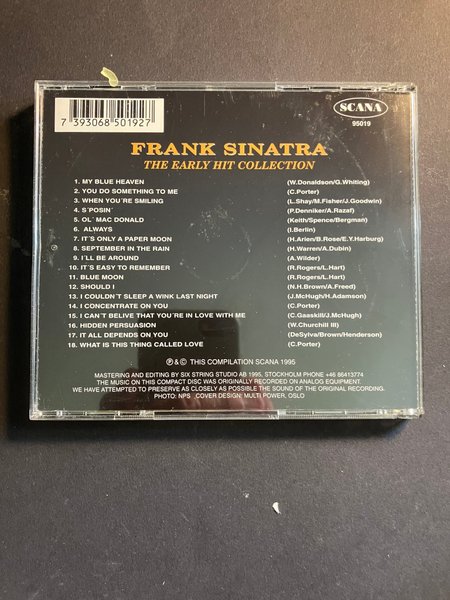 7 393068 501927
SCANA
95019
FRANK SINATRA
THE EARLY HIT COLLECTION
1. MY BLUE HEAVEN (W.Donaldson/G.Whiting)
2. YOU DO SOMETHING TO ME (C.Porter)
3. WHEN YOU'RE SMILING (L.Shay/M.Fisher/J.Goodwin)
4. S´POSIN´ (P.Denniker/A.Razaf)
5. OL´ MAC DONALD (Keith/Spence/Bergman)
6. ALWAYS (I.Berlin)
7. IT´S ONLY A PAPER MOON (H.Arlen/B.Rose/E.Y.Harburg)
8. SEPTEMBER IN THE RAIN (H.Warren/A.Dubin)
9. I´LL BE AROUND (A.Wilder)
10. IT´S EASY TO REMEMBER (R.Rogers/L.Hart)
11. BLUE MOON (R.Rogers/L.Hart)
12. SHOULD I (N.H.Brown/A.Freed)
13. I COULDN´T SLEEP A WINK LAST NIGHT (J.McHugh/H.Adamson)
14. I CONCENTRATE ON YOU (C.Porter)
15. I CAN´T BELIVE THAT YOU´RE IN LOVE WITH ME (C.Gaaskill/J.McHugh)
16. HIDDEN PERSUASION (W.Churchill III)
17. IT ALL DEPENDS ON YOU (DeSylva/Brown/Henderson)
18. WHAT IS THIS THING CALLED LOVE (C.Porter)
℗ & © THIS COMPILATION SCANA 1995
MASTERING AND EDITING BY SIX STRING STUDIO AB 1995, STOCKHOLM PHONE +46 86413774
THE MUSIC ON THIS COMPACT DISC WAS ORIGINALLY RECORDED ON ANALOG EQUIPMENT.
WE HAVE ATTEMPTED TO PRESERVE AS CLOSELY AS POSSIBLE THE SOUND OF THE ORIGINAL RECORDING.
PHOTO: NPS COVER DESIGN: MULTI POWER, OSLO